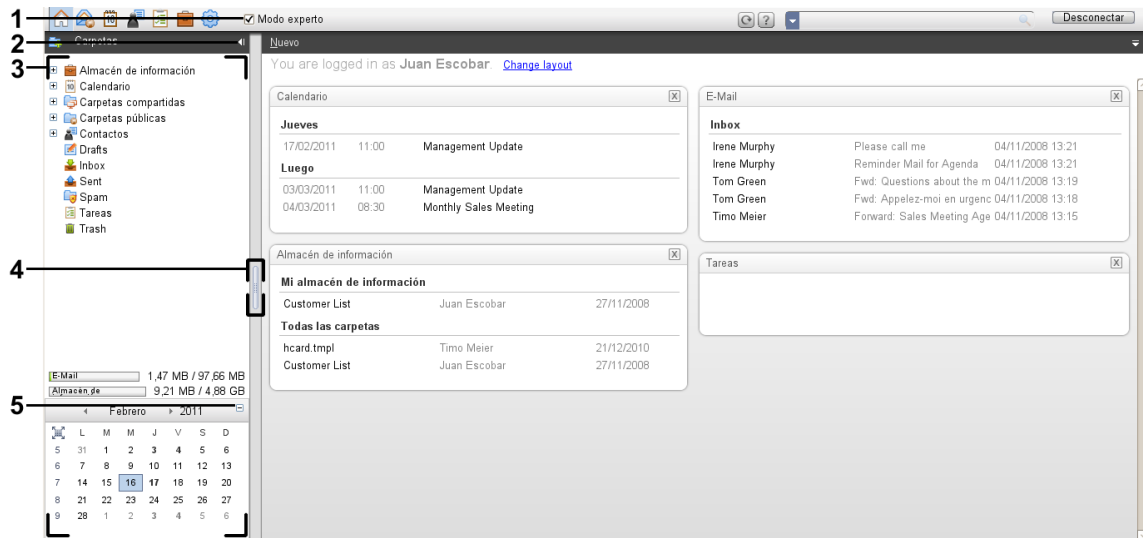 1
Modo experto
Desconectar
2
Carpetas
Nuevo
3
You are logged in as Juan Escobar. Change layout
Almacén de información
Calendario
Carpetas compartidas
Carpetas públicas
Contactos
Drafts
Inbox
Sent
Spam
Tareas
Trash
4
E-Mail 1,47 MB / 97,66 MB
Almacén de 9,21 MB / 4,88 GB
5
Febrero 2011
L M M J V S D
5 31 1 2 3 4 5 6
6 7 8 9 10 11 12 13
7 14 15 16 17 18 19 20
8 21 22 23 24 25 26 27
9 28 1 2 3 4 5 6
Calendario X
Jueves
17/02/2011 11:00 Management Update
Luego
03/03/2011 11:00 Management Update
04/03/2011 08:30 Monthly Sales Meeting
Almacén de información X
Mi almacén de información
Customer List Juan Escobar 27/11/2008
Todas las carpetas
hcard.tmpl Timo Meier 21/12/2010
Customer List Juan Escobar 27/11/2008
E-Mail X
Inbox
Irene Murphy Please call me 04/11/2008 13:21
Irene Murphy Reminder Mail for Agenda 04/11/2008 13:21
Tom Green Fwd: Questions about the m 04/11/2008 13:19
Tom Green Fwd: Appelez-moi en urgenc 04/11/2008 13:18
Timo Meier Forward: Sales Meeting Age 04/11/2008 13:15
Tareas X